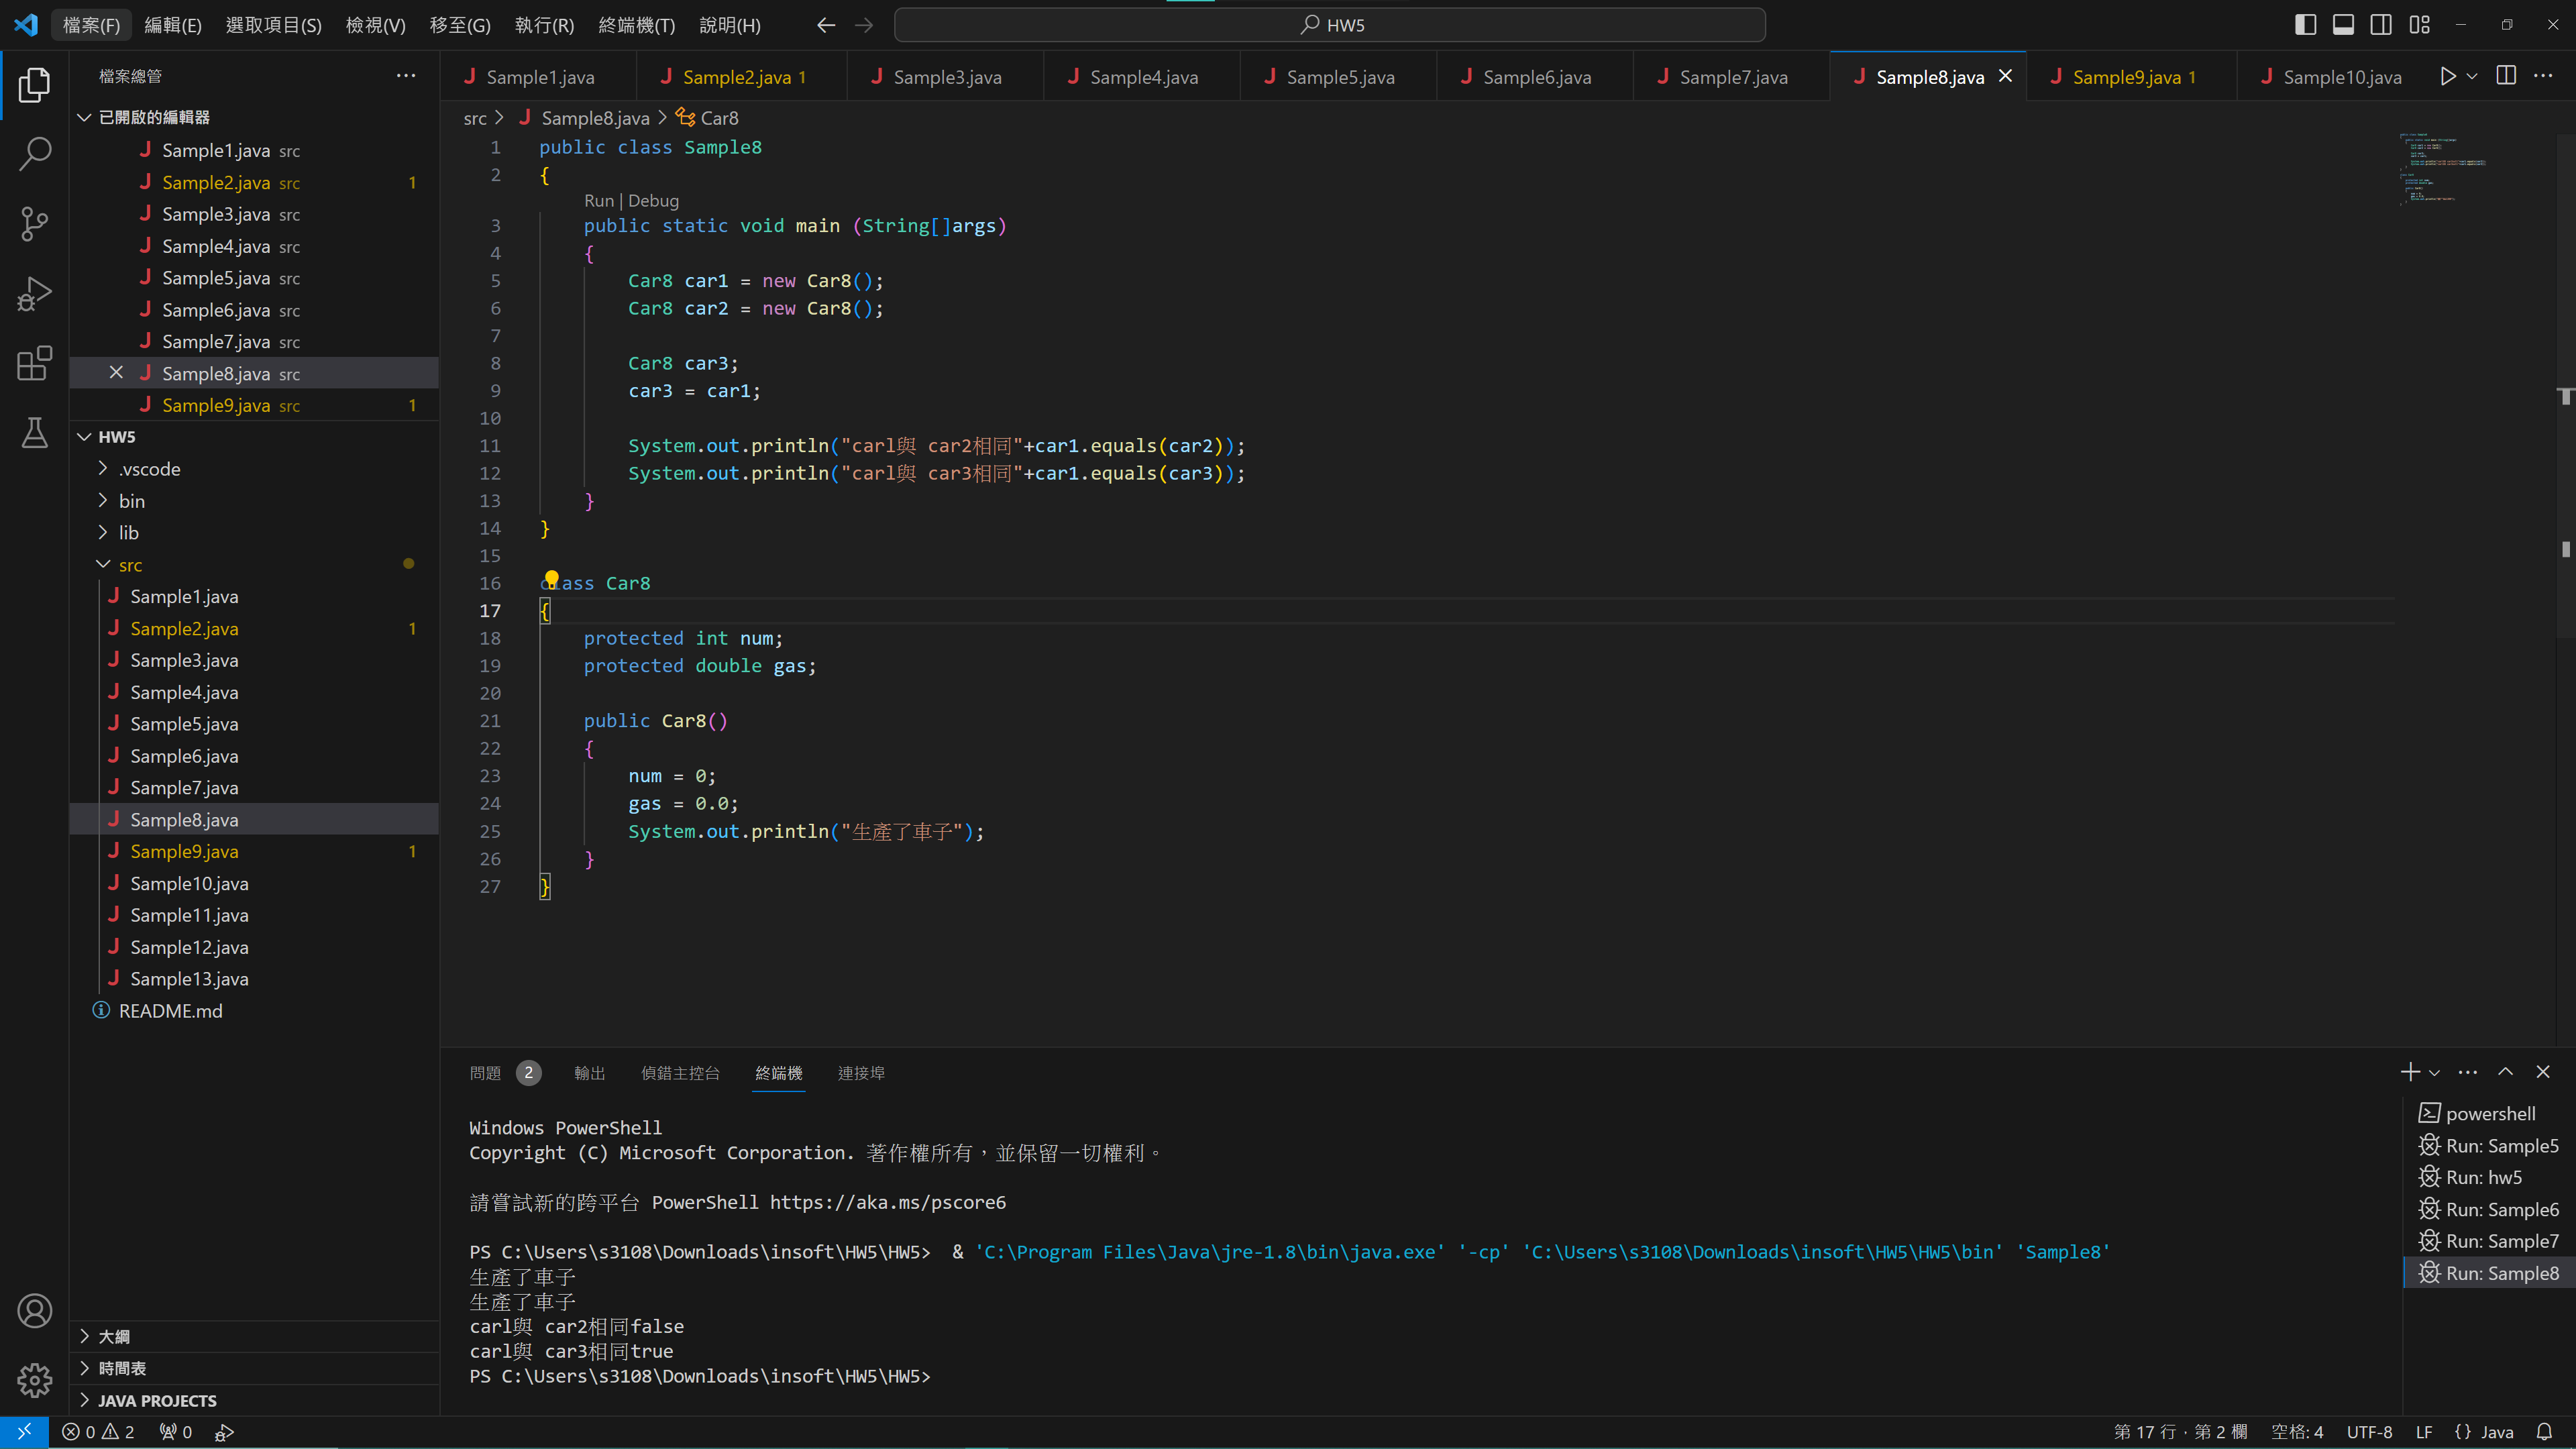 檔案(F) 編輯(E) 選取項目(S) 檢視(V) 移至(G) 執行(R) 終端機(T) 說明(H) HW5
檔案總管
已開啟的編輯器
Sample1.java src
Sample2.java src 1
Sample3.java src
Sample4.java src
Sample5.java src
Sample6.java src
Sample7.java src
Sample8.java src
Sample9.java src 1
HW5
.vscode
bin
lib
src
Sample1.java
Sample2.java 1
Sample3.java
Sample4.java
Sample5.java
Sample6.java
Sample7.java
Sample8.java
Sample9.java 1
Sample10.java
Sample11.java
Sample12.java
Sample13.java
README.md
大綱
時間表
JAVA PROJECTS
Sample1.java Sample2.java 1 Sample3.java Sample4.java Sample5.java Sample6.java Sample7.java Sample8.java Sample9.java 1 Sample10.java
src > Sample8.java > Car8
1 public class Sample8
2 {
Run | Debug
3 public static void main (String[]args)
4 {
5 Car8 car1 = new Car8();
6 Car8 car2 = new Car8();
7
8 Car8 car3;
9 car3 = car1;
10
11 System.out.println("carl與 car2相同"+car1.equals(car2));
12 System.out.println("carl與 car3相同"+car1.equals(car3));
13 }
14 }
15
16 class Car8
17 {
18 protected int num;
19 protected double gas;
20
21 public Car8()
22 {
23 num = 0;
24 gas = 0.0;
25 System.out.println("生產了車子");
26 }
27 }
問題 2 輸出 偵錯主控台 終端機 連接埠
Windows PowerShell
Copyright (C) Microsoft Corporation. 著作權所有，並保留一切權利。
請嘗試新的跨平台 PowerShell https://aka.ms/pscore6
PS C:\Users\s3108\Downloads\insoft\HW5\HW5> & 'C:\Program Files\Java\jre-1.8\bin\java.exe' '-cp' 'C:\Users\s3108\Downloads\insoft\HW5\HW5\bin' 'Sample8'
生產了車子
生產了車子
carl與 car2相同false
carl與 car3相同true
PS C:\Users\s3108\Downloads\insoft\HW5\HW5>
powershell
Run: Sample5
Run: hw5
Run: Sample6
Run: Sample7
Run: Sample8
0 2 0 第 17 行，第 2 欄 空格: 4 UTF-8 LF {} Java